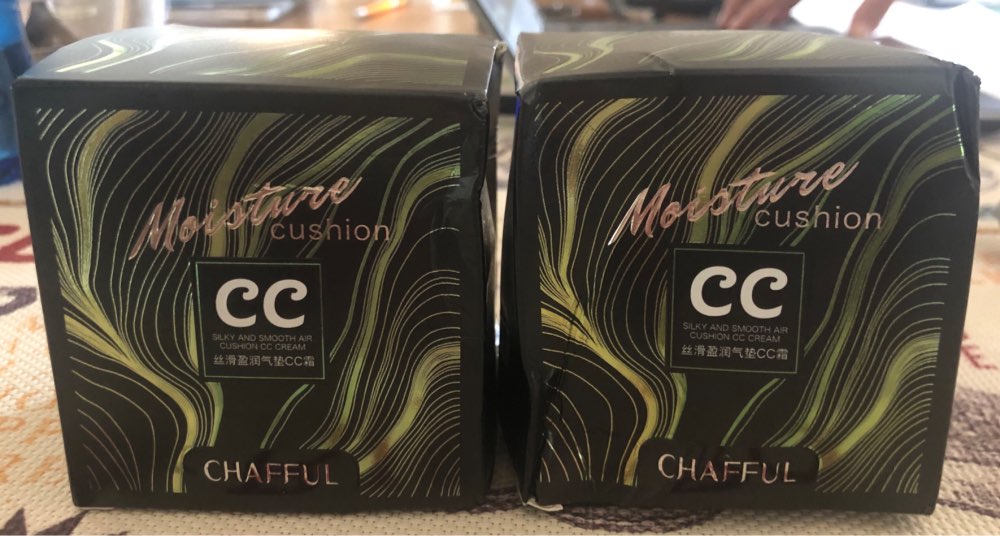 Moisture
cushion
CC
SILKY AND SMOOTH AIR
CUSHION CC CREAM
丝滑盈润气垫CC霜
CHAFFUL
Moisture
cushion
CC
SILKY AND SMOOTH AIR
CUSHION CC CREAM
丝滑盈润气垫CC霜
CHAFFUL